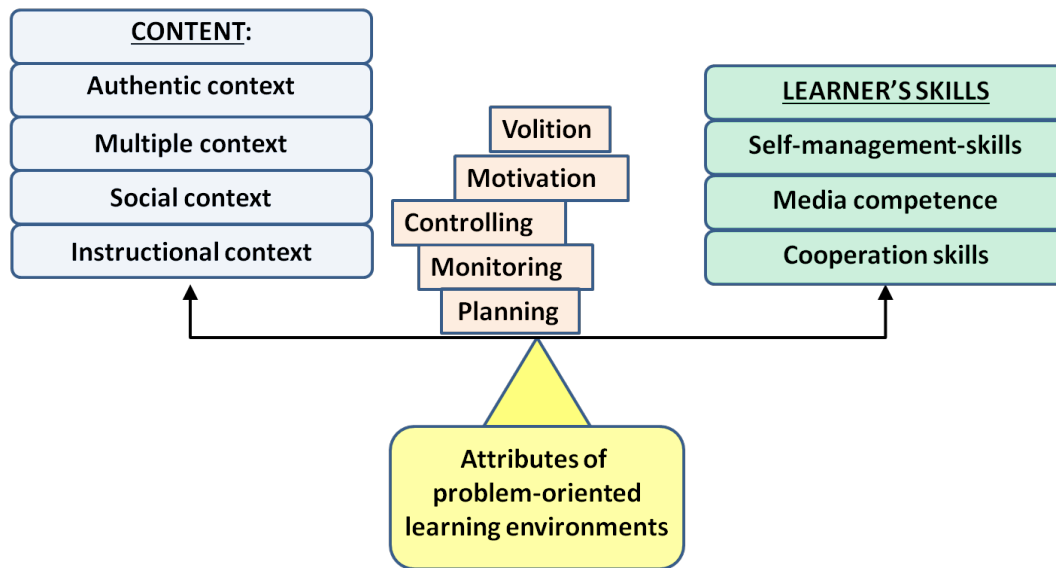 CONTENT:
Authentic context
Multiple context
Social context
Instructional context
Volition
Motivation
Controlling
Monitoring
Planning
LEARNER'S SKILLS
Self-management-skills
Media competence
Cooperation skills
Attributes of
problem-oriented
learning environments